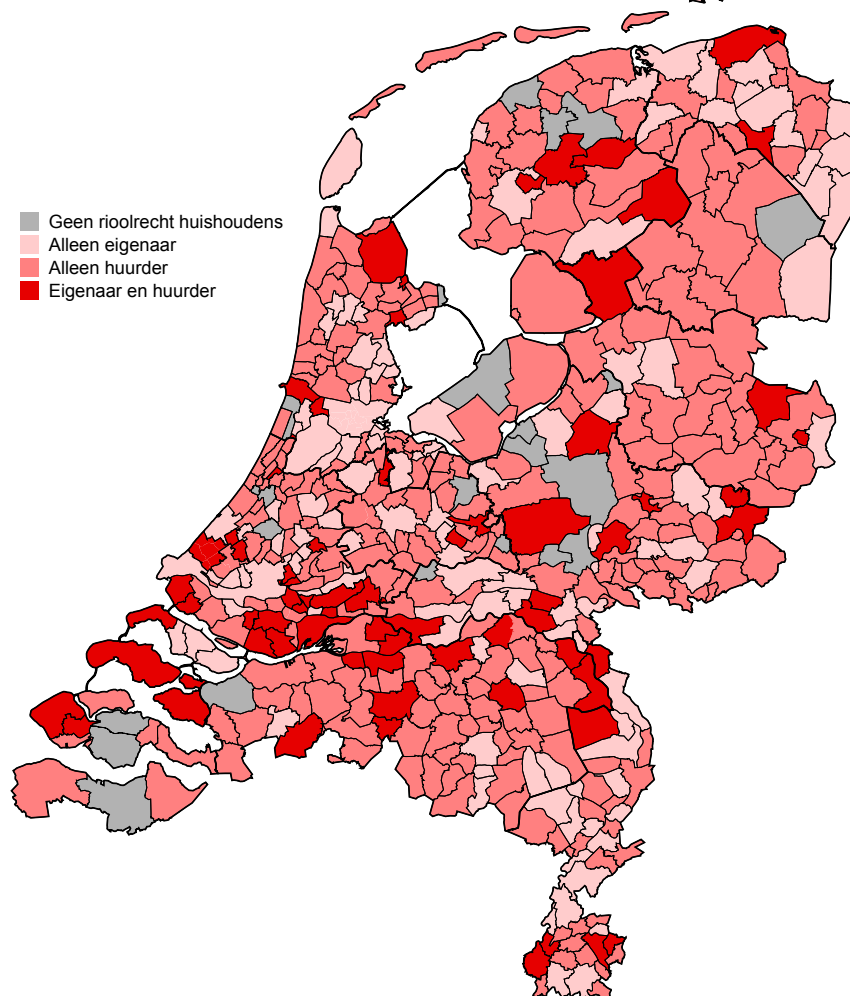 Geen rioolrecht huishoudens
Alleen eigenaar
Alleen huurder
Eigenaar en huurder